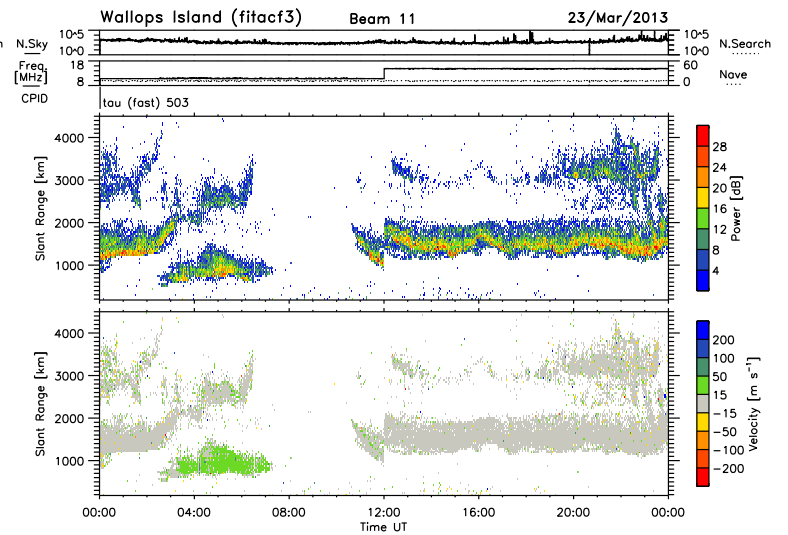 Wallops Island (fitacf3) Beam 11 23/Mar/2013
n N.Sky 10^5 10^0 10^5 10^0 N.Search
Freq. [MHz] 18 8 60 0 Nave
CPID tau (fast) 503
Slant Range [km] 4000 3000 2000 1000
28 24 20 16 12 8 4 Power [dB]
Slant Range [km] 4000 3000 2000 1000
200 100 50 15 −15 −50 −100 −200 Velocity [m s⁻¹]
00:00 04:00 08:00 12:00 16:00 20:00 00:00
Time UT